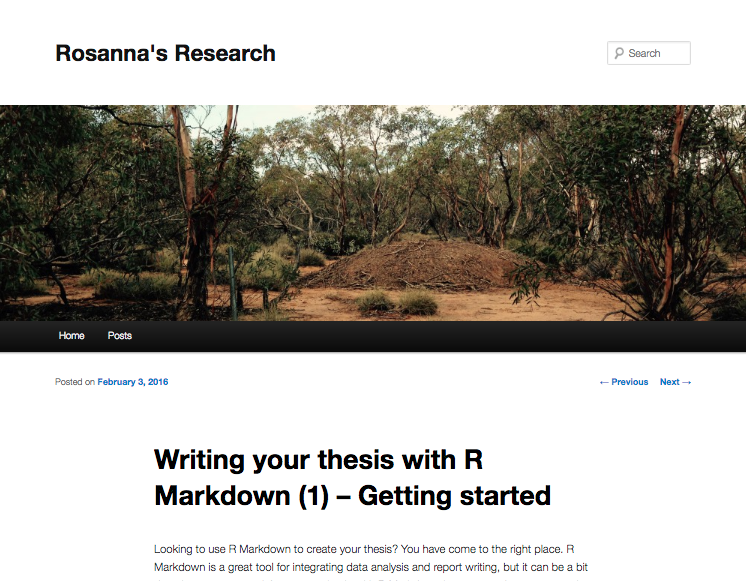 Rosanna's Research
Search
Home Posts
Posted on February 3, 2016
← Previous Next →
Writing your thesis with R
Markdown (1) – Getting started
Looking to use R Markdown to create your thesis? You have come to the right place. R
Markdown is a great tool for integrating data analysis and report writing, but it can be a bit